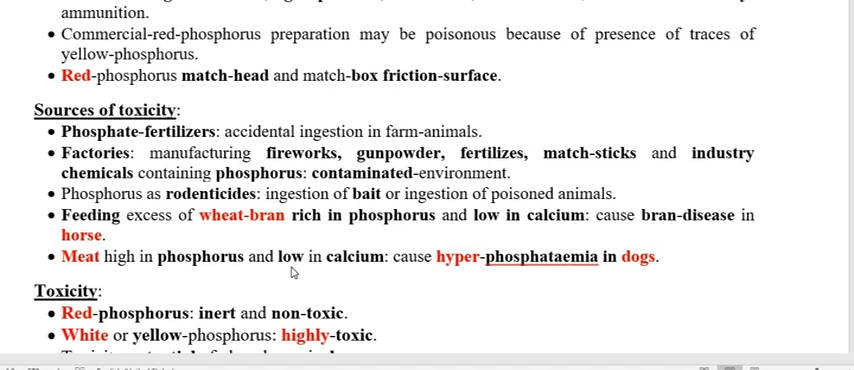 ammunition.
• Commercial-red-phosphorus preparation may be poisonous because of presence of traces of
yellow-phosphorus.
• Red-phosphorus match-head and match-box friction-surface.
Sources of toxicity:
• Phosphate-fertilizers: accidental ingestion in farm-animals.
• Factories: manufacturing fireworks, gunpowder, fertilizes, match-sticks and industry
chemicals containing phosphorus: contaminated-environment.
• Phosphorus as rodenticides: ingestion of bait or ingestion of poisoned animals.
• Feeding excess of wheat-bran rich in phosphorus and low in calcium: cause bran-disease in
horse.
• Meat high in phosphorus and low in calcium: cause hyper-phosphataemia in dogs.
Toxicity:
• Red-phosphorus: inert and non-toxic.
• White or yellow-phosphorus: highly-toxic.